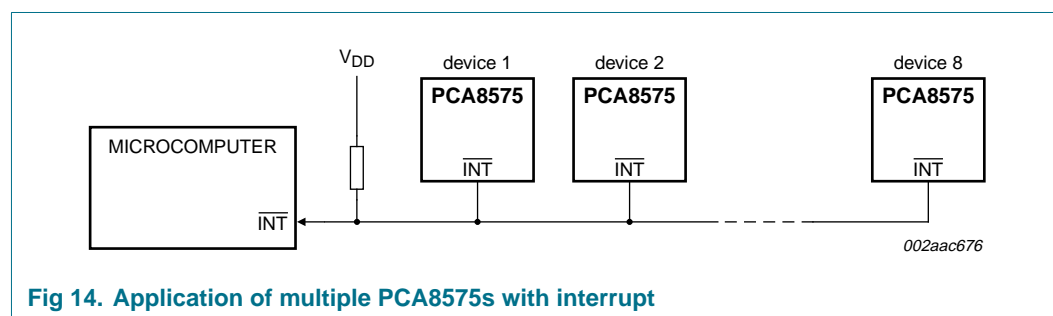 V_DD
device 1
device 2
device 8
PCA8575
PCA8575
PCA8575
MICROCOMPUTER
INT
INT
INT
INT
002aac676
Fig 14. Application of multiple PCA8575s with interrupt